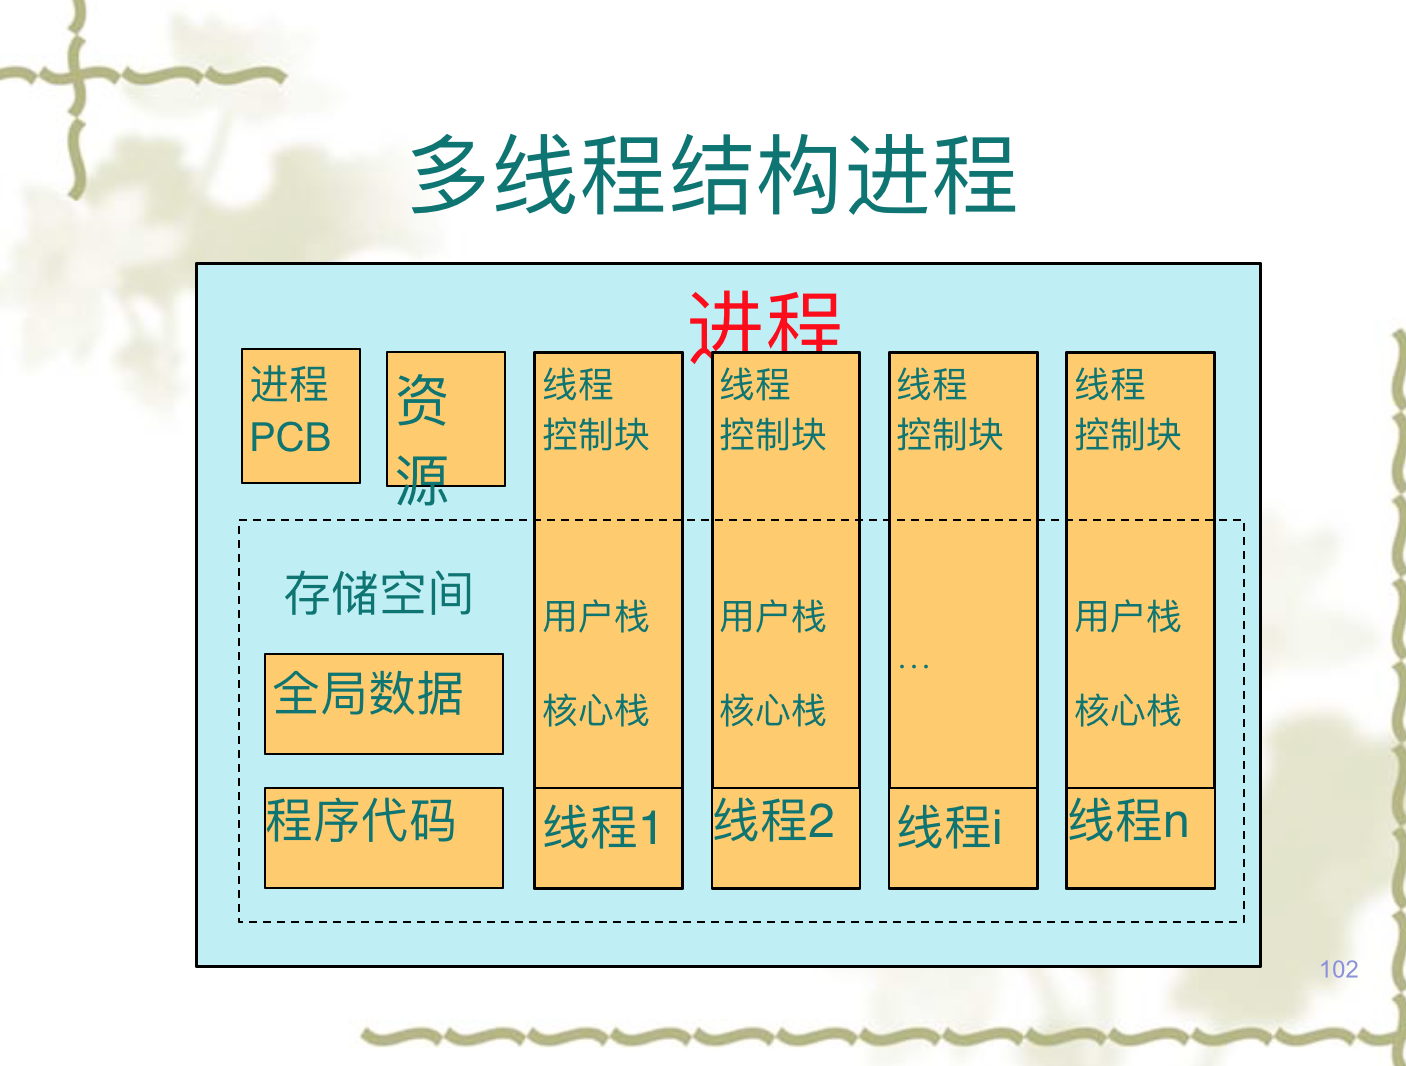 多线程结构进程
进程
进程
PCB
资
源
线程
控制块
线程
控制块
线程
控制块
线程
控制块
存储空间
全局数据
程序代码
用户栈
核心栈
用户栈
核心栈
…
用户栈
核心栈
线程1
线程2
线程i
线程n
102